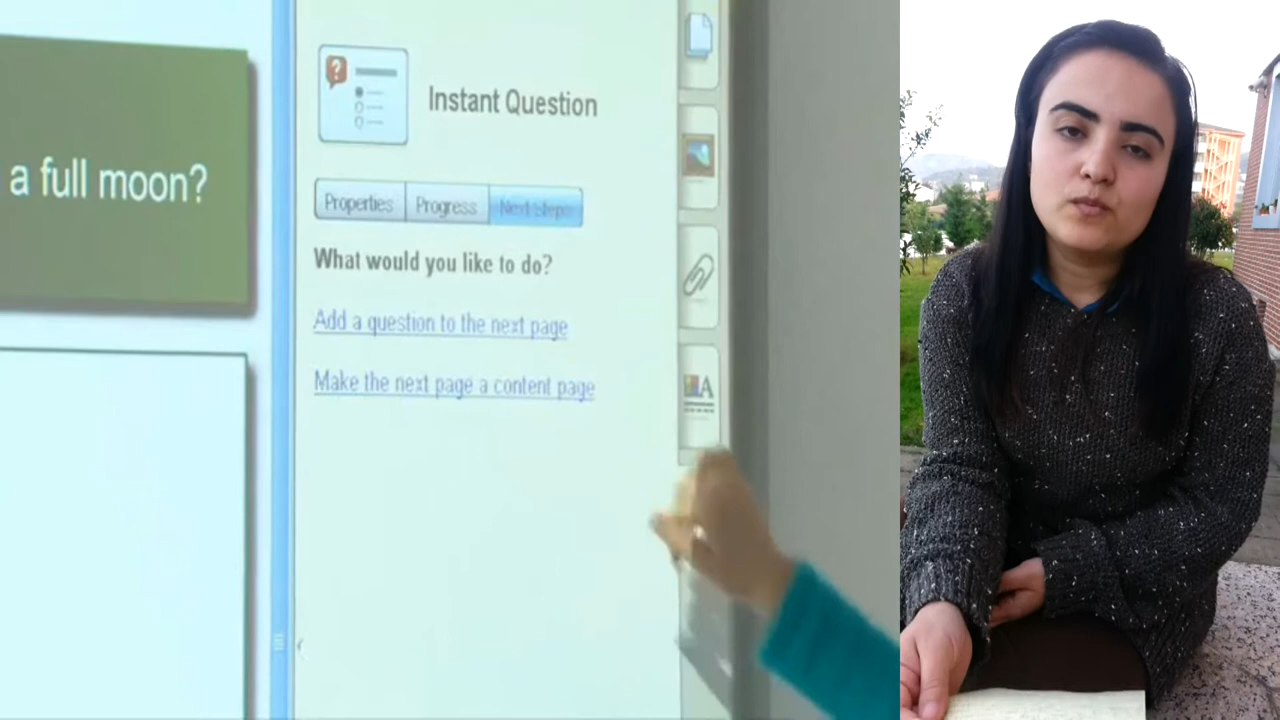 a full moon?
Instant Question
Properties Progress Next steps
What would you like to do?
Add a question to the next page
Make the next page a content page